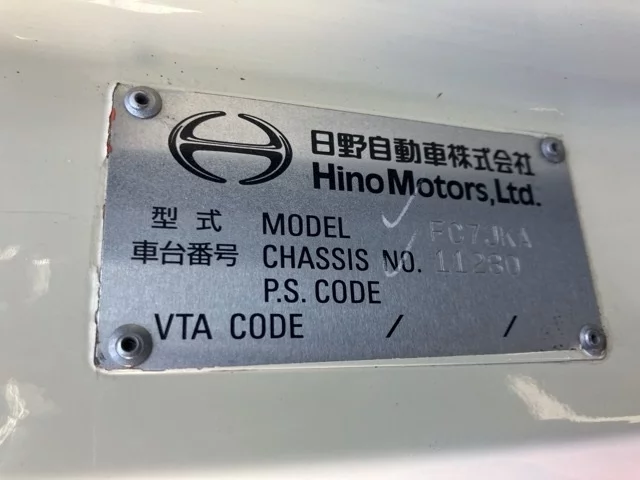 日野自動車株式会社
Hino Motors, Ltd.
型式 MODEL FC7JKA
車台番号 CHASSIS NO. 11280
P.S. CODE
VTA CODE / /